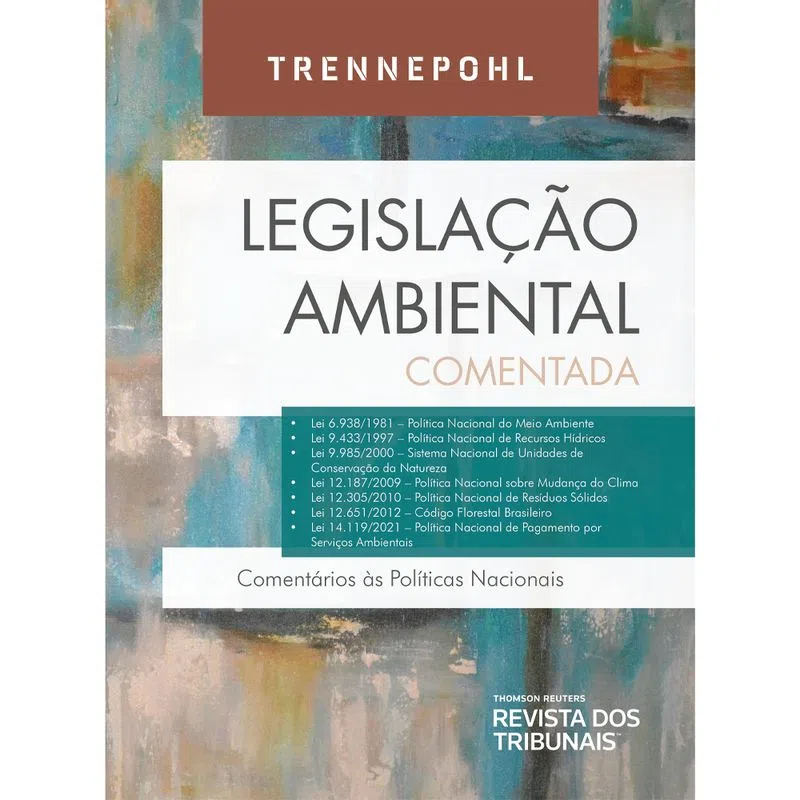 TRENNEPOHL
LEGISLAÇÃO
AMBIENTAL
COMENTADA
• Lei 6.938/1981 – Política Nacional do Meio Ambiente
• Lei 9.433/1997 – Política Nacional de Recursos Hídricos
• Lei 9.985/2000 – Sistema Nacional de Unidades de
Conservação da Natureza
• Lei 12.187/2009 – Política Nacional sobre Mudança do Clima
• Lei 12.305/2010 – Política Nacional de Resíduos Sólidos
• Lei 12.651/2012 – Código Florestal Brasileiro
• Lei 14.119/2021 – Política Nacional de Pagamento por
Serviços Ambientais
Comentários às Políticas Nacionais
THOMSON REUTERS
REVISTA DOS
TRIBUNAIS™